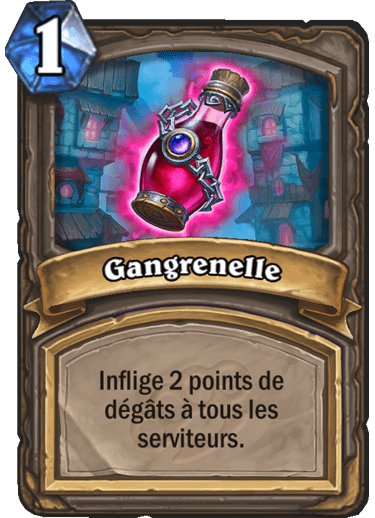 1
Gangrenelle
Inflige 2 points de
dégâts à tous les
serviteurs.